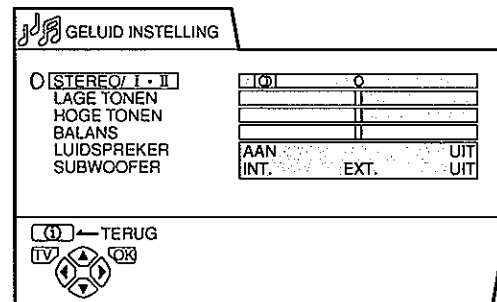 GELUID INSTELLING
STEREO/ I · II
LAGE TONEN
HOGE TONEN
BALANS
LUIDSPREKER AAN UIT
SUBWOOFER INT. EXT. UIT
TERUG
TV OK